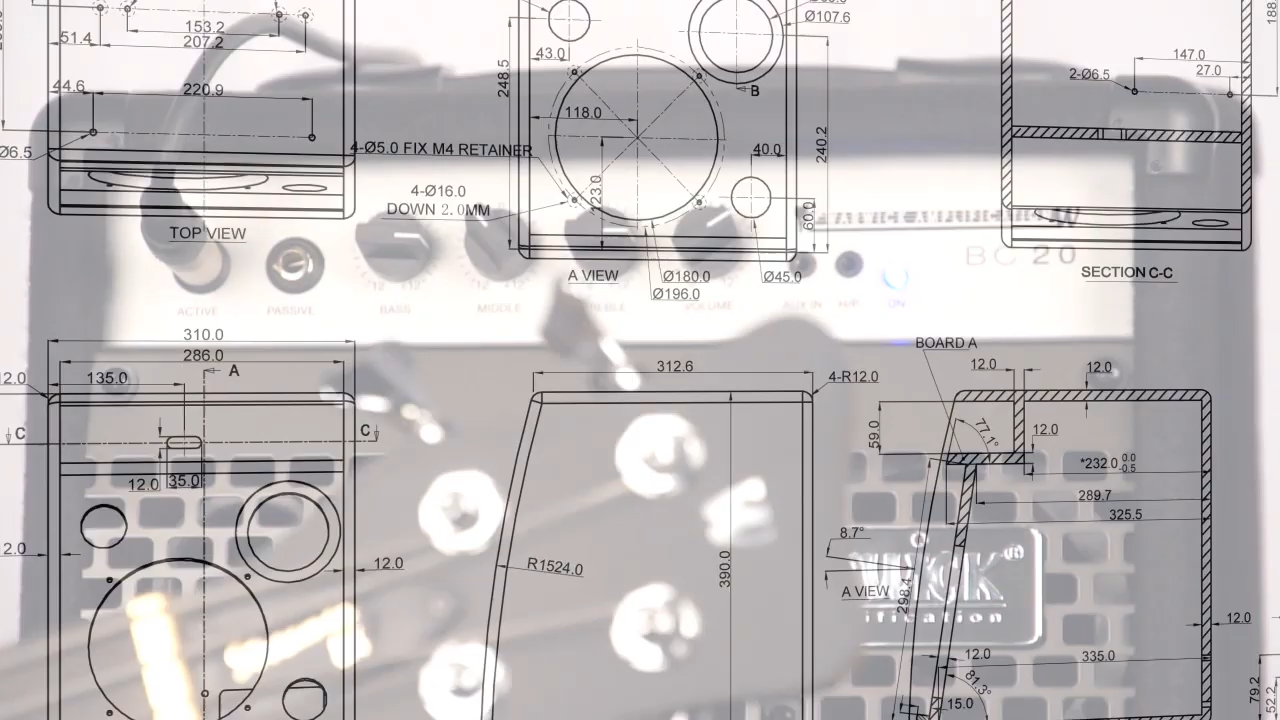 153.2
51.4
207.2
44.6
220.9
Ø6.5
TOP VIEW
Ø107.6
43.0
248.5
118.0
B
4-Ø5.0 FIX M4 RETAINER
40.0
240.2
4-Ø16.0
DOWN 2.0MM
60.0
A VIEW
Ø180.0
Ø196.0
Ø45.0
147.0
2-Ø6.5
27.0
SECTION C-C
BC 20
ACTIVE
PASSIVE
BASS
MIDDLE
VOLUME
AUX IN
H/P
ON
310.0
286.0
135.0
A
C
C
12.0
35.0
12.0
312.6
4-R12.0
R1524.0
390.0
BOARD A
12.0
12.0
59.0
77.1°
12.0
*232.0 0.0 -0.5
289.7
325.5
8.7°
A VIEW
298.4
12.0
335.0
12.0
81.3°
15.0
79.2
52.2